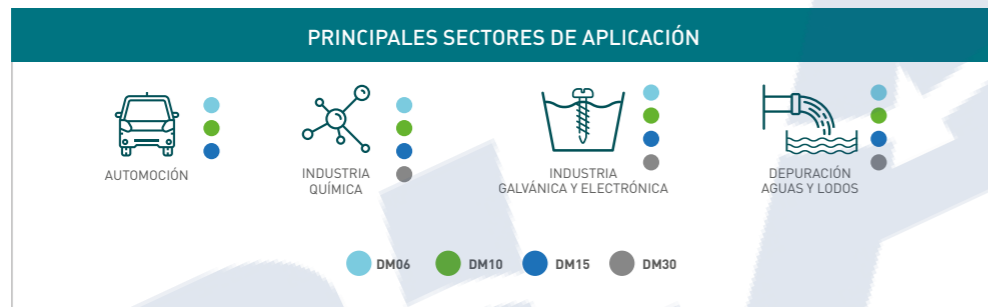 PRINCIPALES SECTORES DE APLICACIÓN
AUTOMOCIÓN
INDUSTRIA
QUÍMICA
INDUSTRIA
GALVÁNICA Y ELECTRÓNICA
DEPURACIÓN
AGUAS Y LODOS
DM06 DM10 DM15 DM30